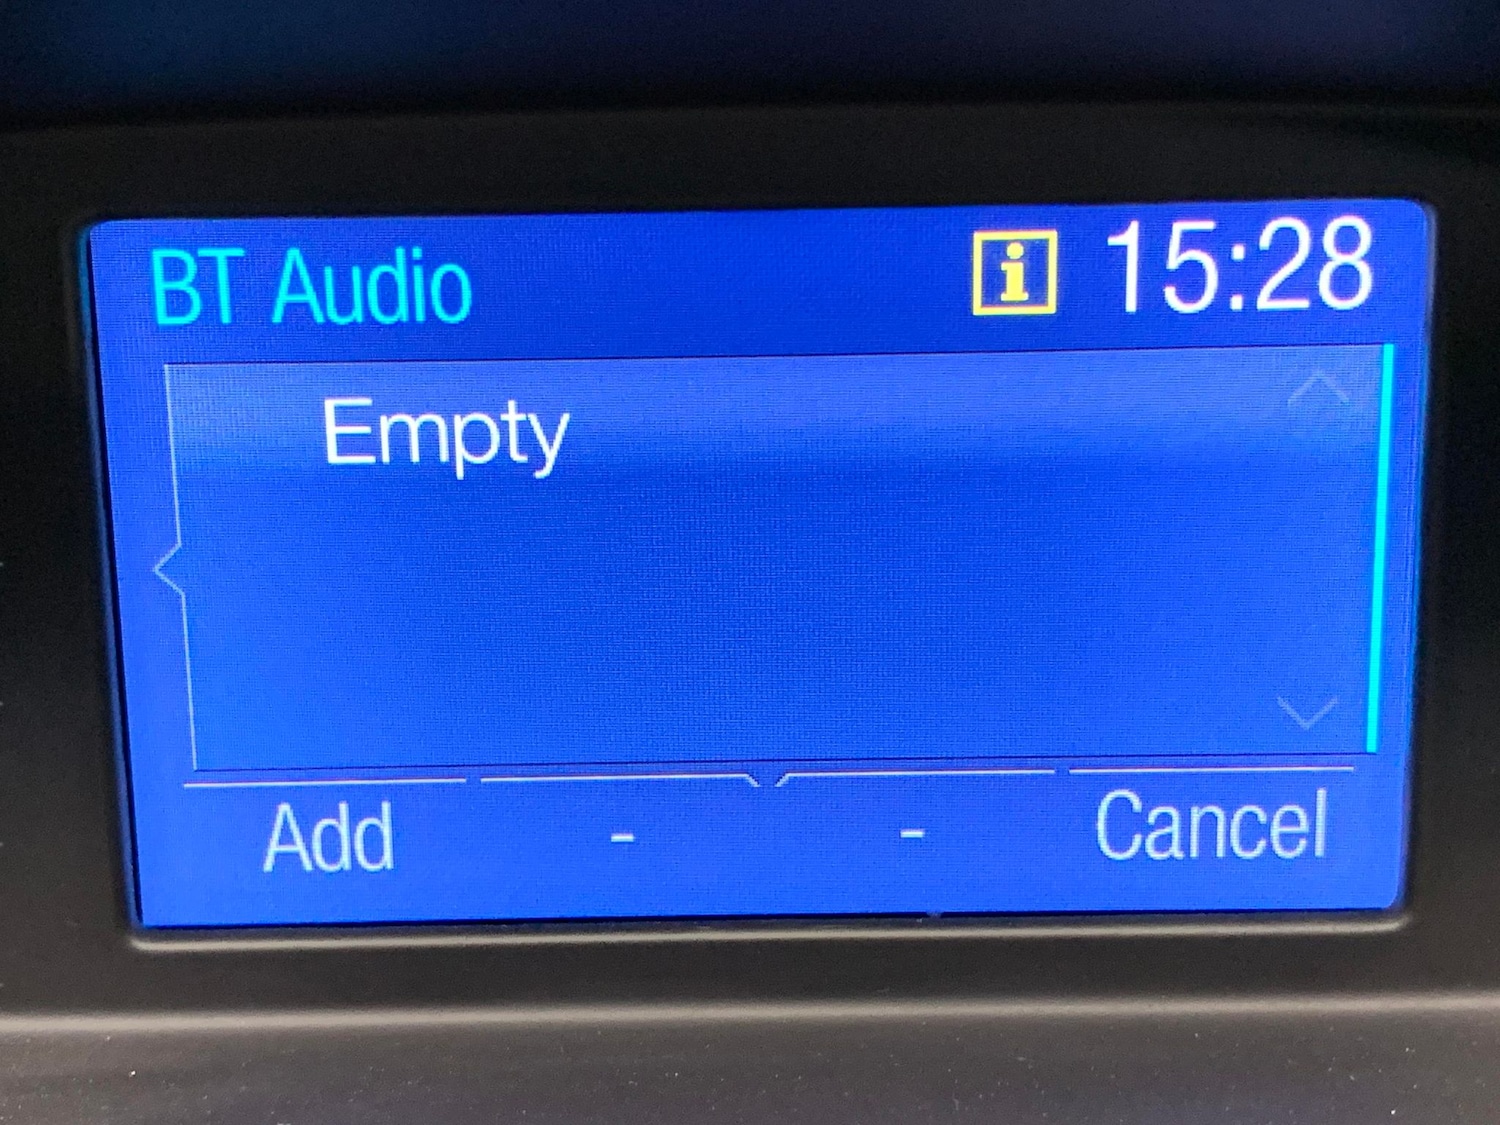 BT Audio i 15:28
Empty
Add - - Cancel